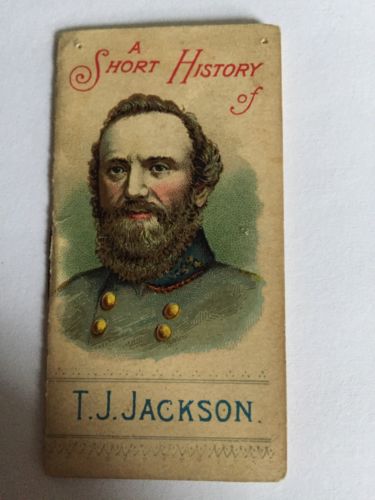 A
SHORT HISTORY
of
T.J. JACKSON.